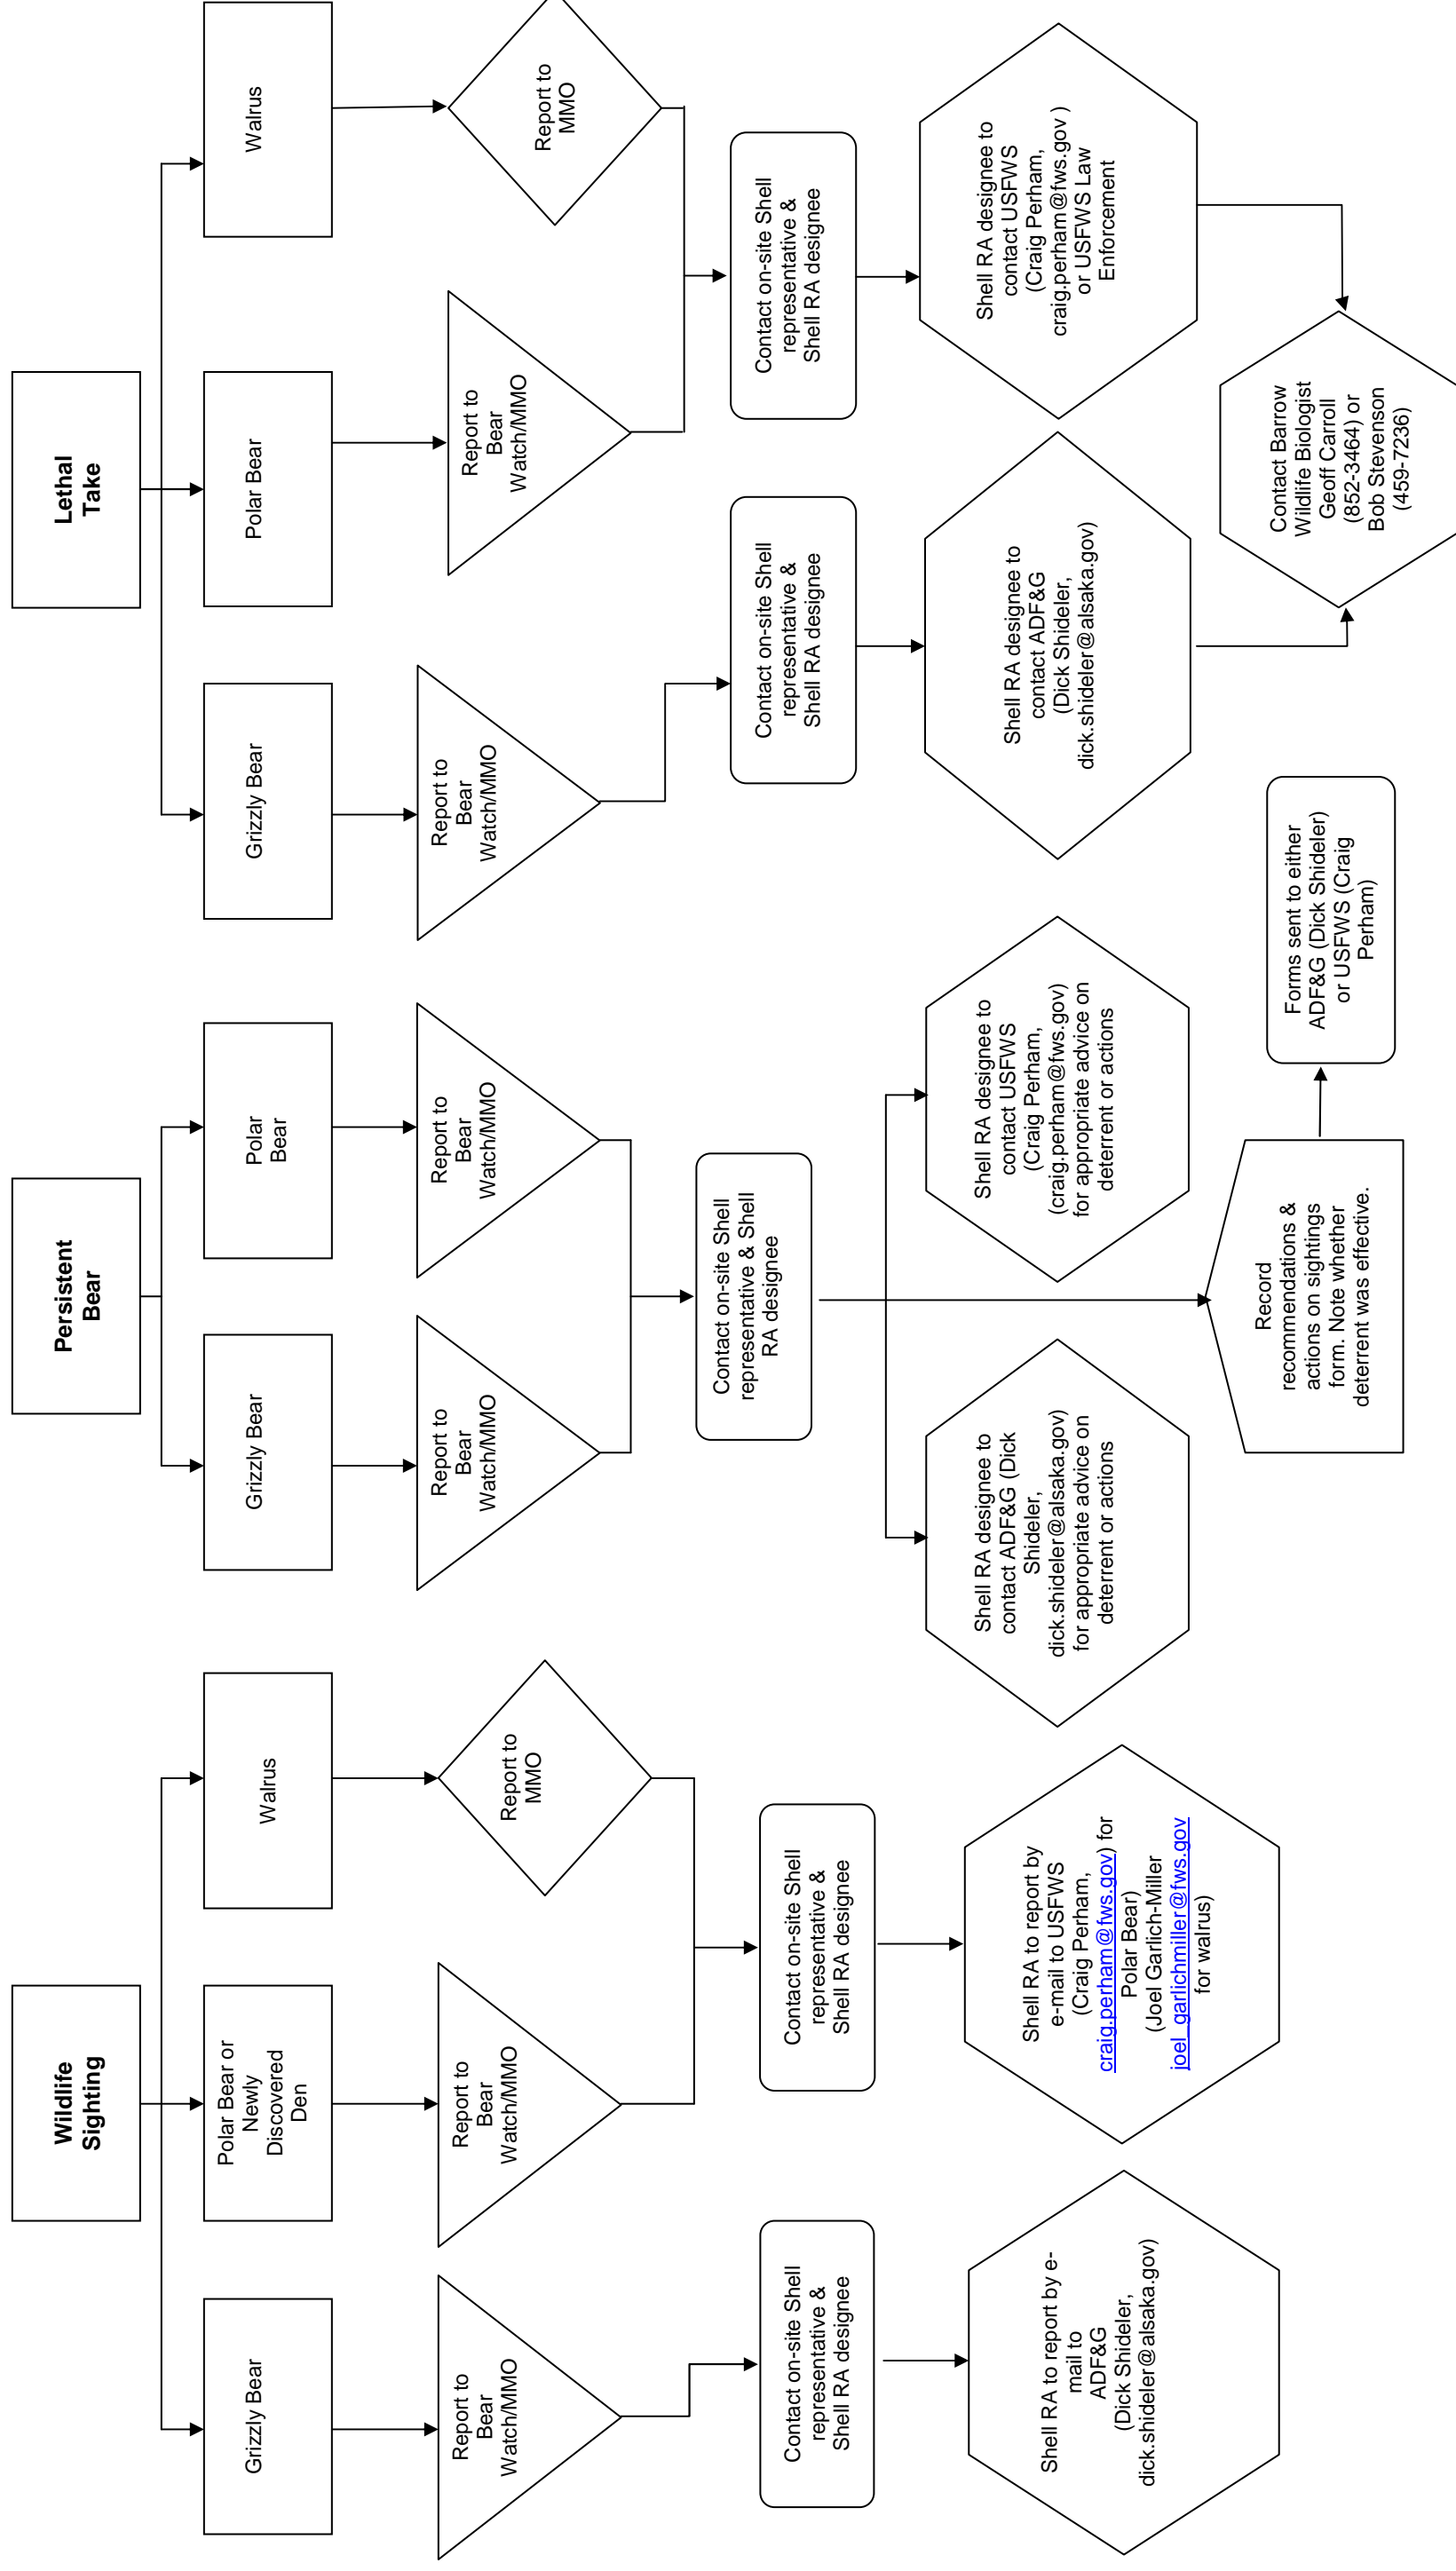 Wildlife
Sighting
Grizzly Bear
Polar Bear or
Newly
Discovered
Den
Walrus
Report to
Bear
Watch/MMO
Report to
Bear
Watch/MMO
Report to
MMO
Contact on-site Shell
representative &
Shell RA designee
Contact on-site Shell
representative &
Shell RA designee
Shell RA to report by e-
mail to
ADF&G
(Dick Shideler,
dick.shideler@alsaka.gov)
Shell RA to report by
e-mail to USFWS
(Craig Perham,
craig.perham@fws.gov) for
Polar Bear)
(Joel Garlich-Miller
joel_garlichmiller@fws.gov
for walrus)
Persistent
Bear
Grizzly Bear
Polar
Bear
Report to
Bear
Watch/MMO
Report to
Bear
Watch/MMO
Contact on-site Shell
representative & Shell
RA designee
Shell RA designee to
contact ADF&G (Dick
Shideler,
dick.shideler@alsaka.gov)
for appropriate advice on
deterrent or actions
Shell RA designee to
contact USFWS
(Craig Perham,
(craig.perham@fws.gov)
for appropriate advice on
deterrent or actions
Record
recommendations &
actions on sightings
form. Note whether
deterrent was effective.
Forms sent to either
ADF&G (Dick Shideler)
or USFWS (Craig
Perham)
Lethal
Take
Grizzly Bear
Polar Bear
Walrus
Report to
Bear
Watch/MMO
Report to
Bear
Watch/MMO
Report to
MMO
Contact on-site Shell
representative &
Shell RA designee
Contact on-site Shell
representative &
Shell RA designee
Shell RA designee to
contact ADF&G
(Dick Shideler,
dick.shideler@alsaka.gov)
Shell RA designee to
contact USFWS
(Craig Perham,
craig.perham@fws.gov )
or USFWS Law
Enforcement
Contact Barrow
Wildlife Biologist
Geoff Carroll
(852-3464) or
Bob Stevenson
(459-7236)